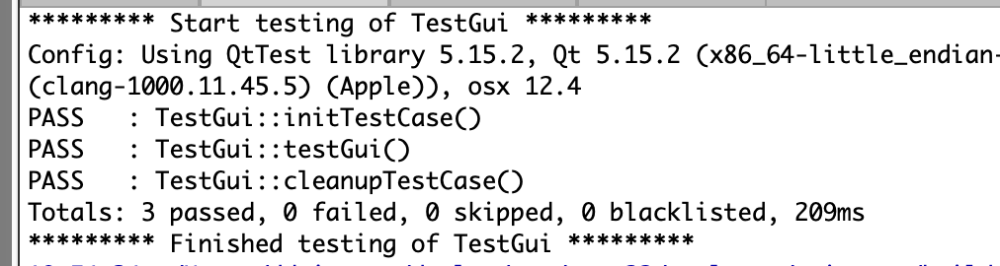 ********* Start testing of TestGui *********
Config: Using QtTest library 5.15.2, Qt 5.15.2 (x86_64-little_endian-
(clang-1000.11.45.5) (Apple)), osx 12.4
PASS   : TestGui::initTestCase()
PASS   : TestGui::testGui()
PASS   : TestGui::cleanupTestCase()
Totals: 3 passed, 0 failed, 0 skipped, 0 blacklisted, 209ms
********* Finished testing of TestGui *********